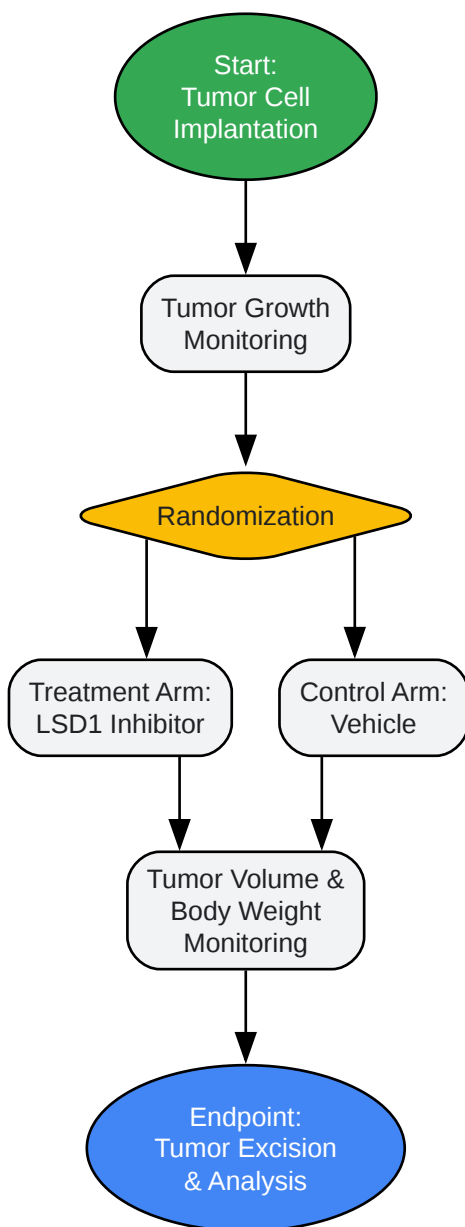 Start:
Tumor Cell
Implantation
Tumor Growth
Monitoring
Randomization
Treatment Arm:
LSD1 Inhibitor
Control Arm:
Vehicle
Tumor Volume &
Body Weight
Monitoring
Endpoint:
Tumor Excision
& Analysis